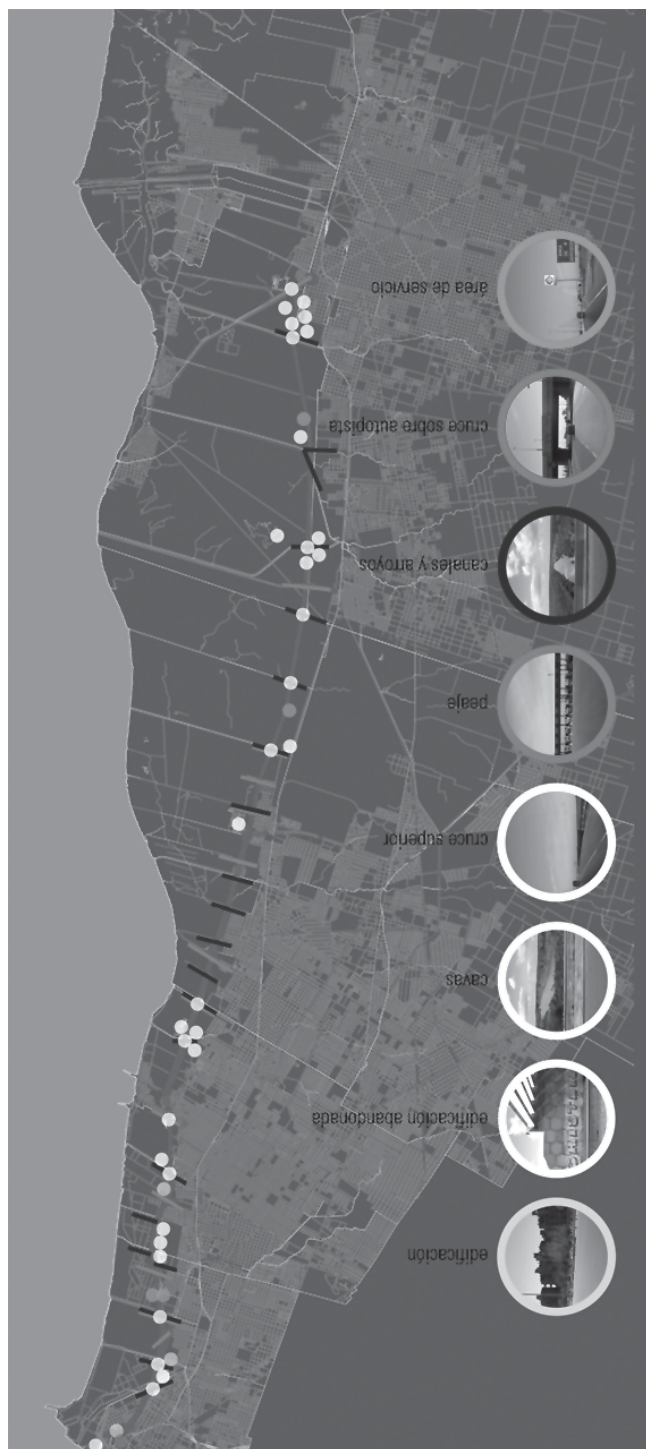 área de servicio
cruce sobre autopista
canales y arroyos
peaje
cruce superior
cavas
edificación abandonada
edificación